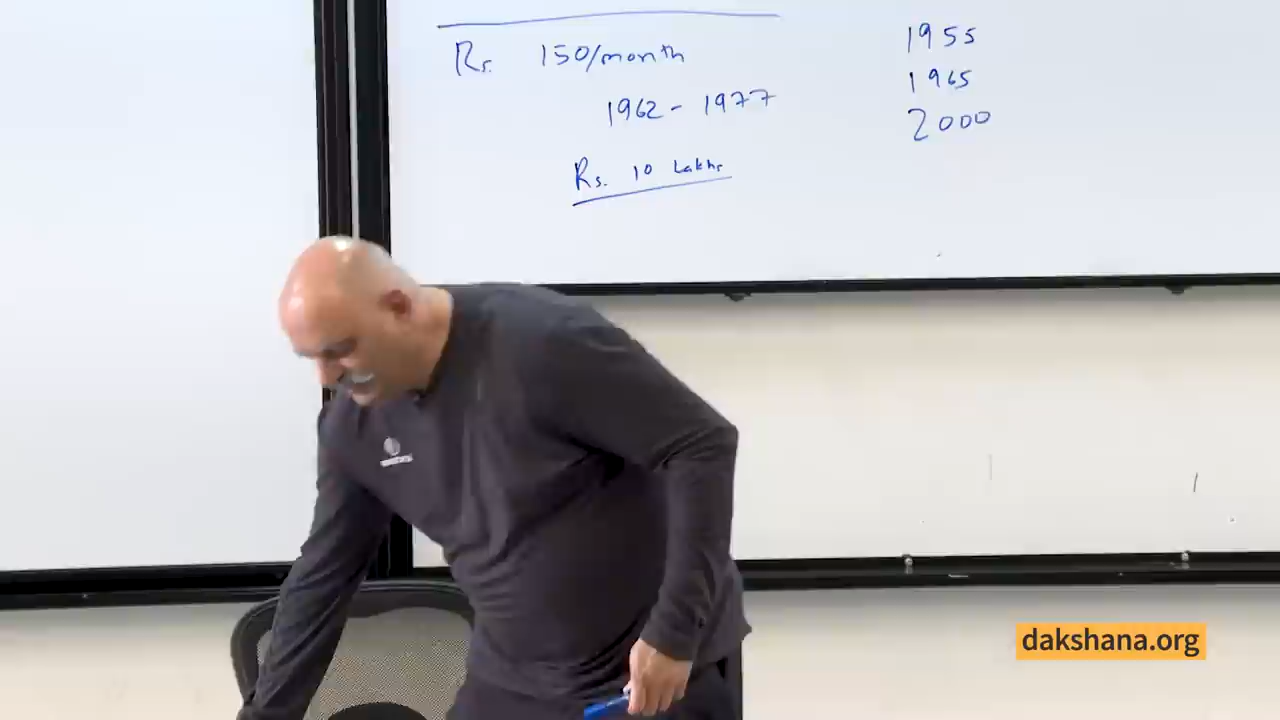 Rs. 150/month
1962 - 1977
Rs. 10 Lakhs
1955
1965
2000
dakshana.org